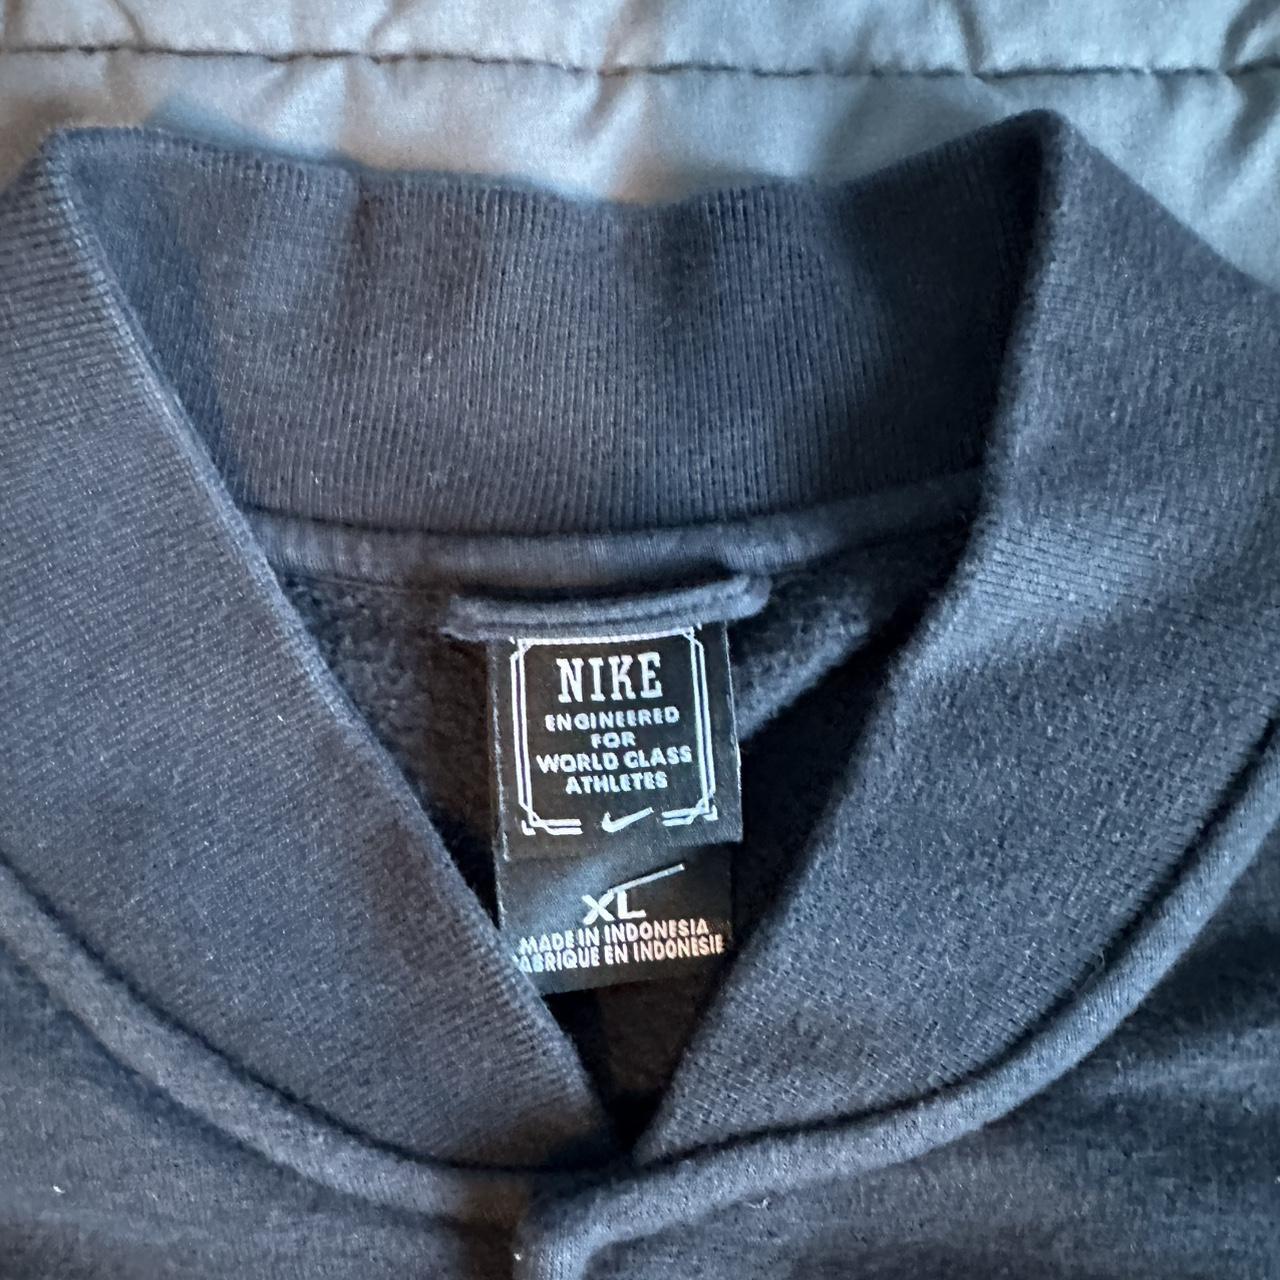 NIKE
ENGINEERED
FOR
WORLD CLASS
ATHLETES
XL
MADE IN INDONESIA
FABRIQUE EN INDONESIE